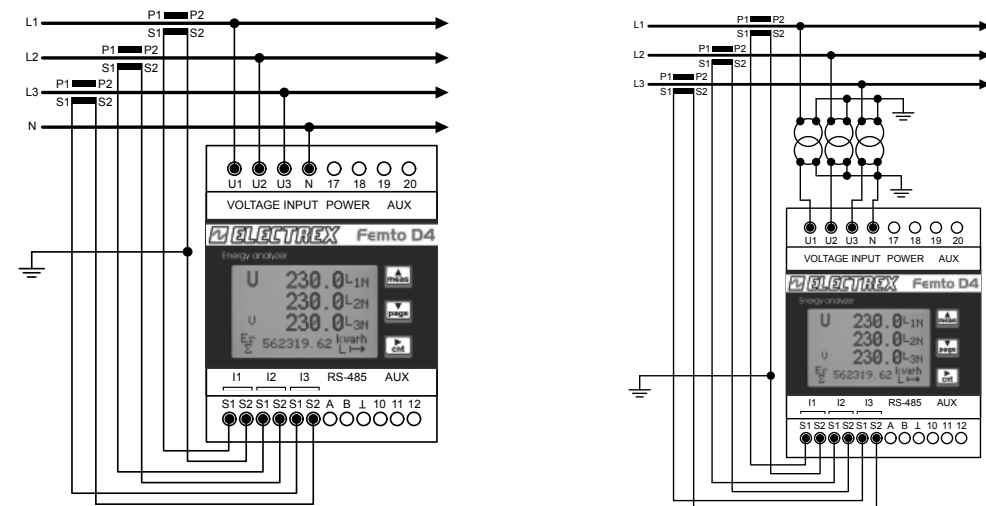 P1 P2
L1
S1 S2
P1 P2
L2
S1 S2
P1 P2
L3
S1 S2
N
U1 U2 U3 N 17 18 19 20
VOLTAGE INPUT POWER AUX
ELECTREX Femto D4
Energy analyzer
U 230.0 L1N
meas
230.0 L2N
page
U 230.0 L3N
Er Σ 562319.62 kvarh L
cnt
I1 I2 I3 RS-485 AUX
S1 S2 S1 S2 S1 S2 A B ⊥ 10 11 12
P1 P2
L1
S1 S2
P1 P2
L2
S1 S2
P1 P2
L3
S1 S2
U1 U2 U3 N 17 18 19 20
VOLTAGE INPUT POWER AUX
ELECTREX Femto D4
Energy analyzer
U 230.0 L1N
meas
230.0 L2N
page
U 230.0 L3N
Er Σ 562319.62 kvarh L
cnt
I1 I2 I3 RS-485 AUX
S1 S2 S1 S2 S1 S2 A B ⊥ 10 11 12